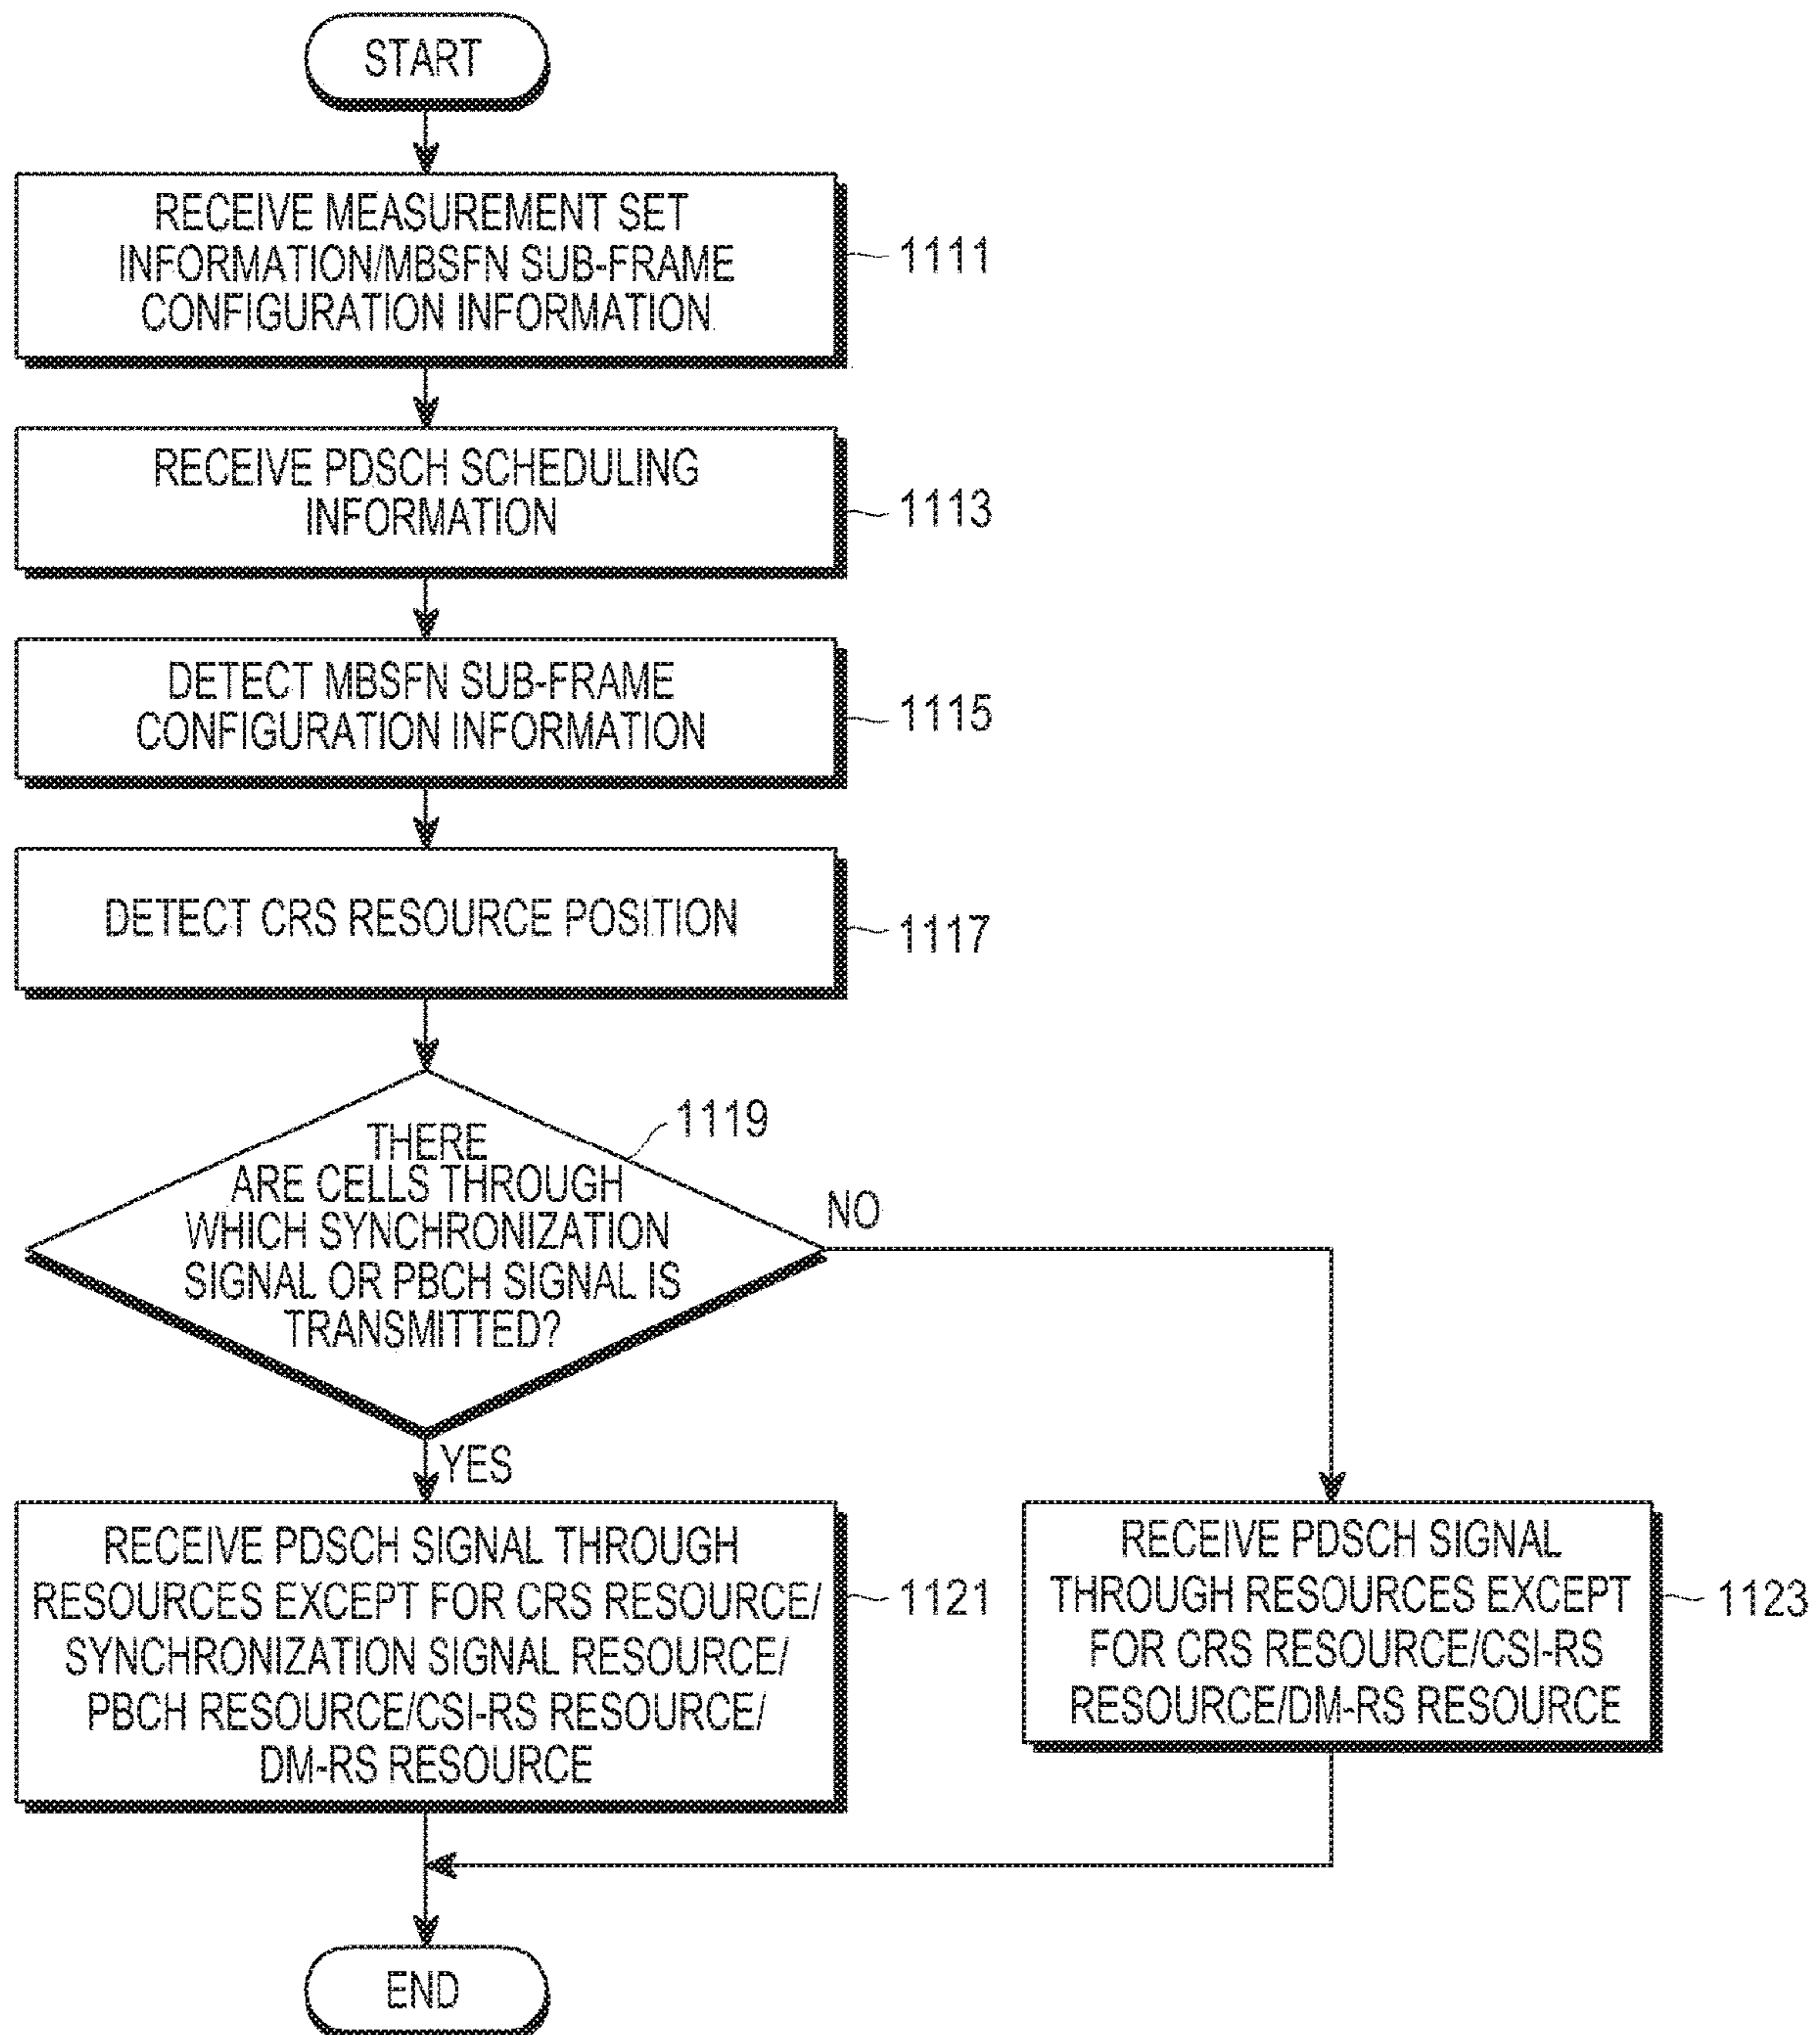 START
RECEIVE MEASUREMENT SET
INFORMATION/MBSFN SUB-FRAME
CONFIGURATION INFORMATION
1111
RECEIVE PDSCH SCHEDULING
INFORMATION
1113
DETECT MBSFN SUB-FRAME
CONFIGURATION INFORMATION
1115
DETECT CRS RESOURCE POSITION
1117
THERE
ARE CELLS THROUGH
WHICH SYNCHRONIZATION
SIGNAL OR PBCH SIGNAL IS
TRANSMITTED?
1119
NO
YES
RECEIVE PDSCH SIGNAL THROUGH
RESOURCES EXCEPT FOR CRS RESOURCE/
SYNCHRONIZATION SIGNAL RESOURCE/
PBCH RESOURCE/CSI-RS RESOURCE/
DM-RS RESOURCE
1121
RECEIVE PDSCH SIGNAL
THROUGH RESOURCES EXCEPT
FOR CRS RESOURCE/CSI-RS
RESOURCE/DM-RS RESOURCE
1123
END